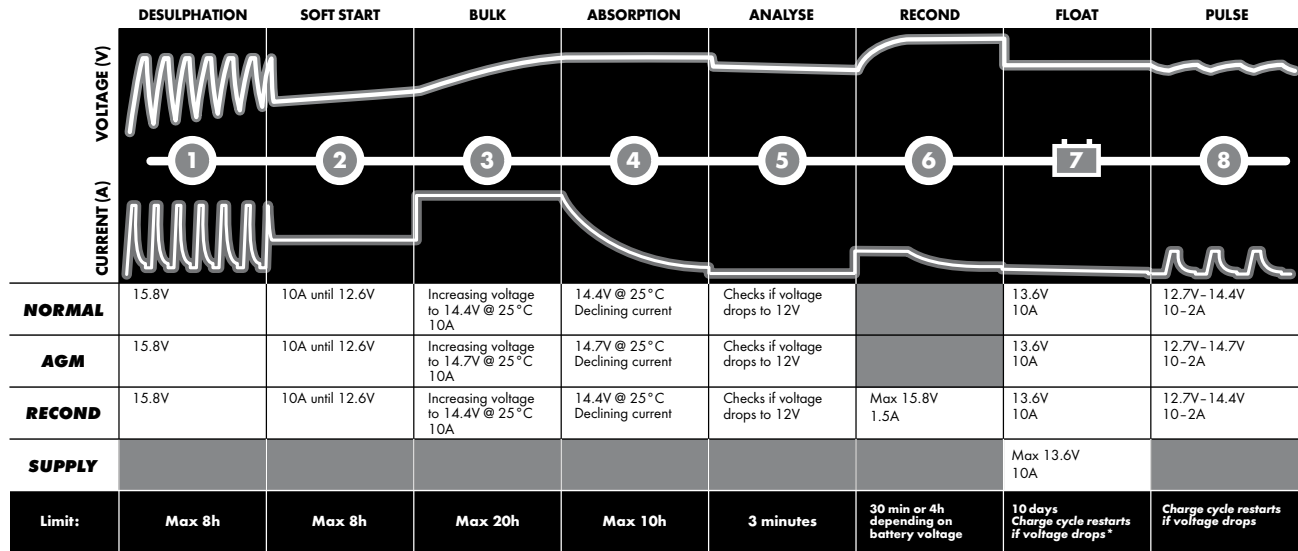 DESULPHATION SOFT START BULK ABSORPTION ANALYSE RECOND FLOAT PULSE
VOLTAGE (V)
1 2 3 4 5 6 7 8
CURRENT (A)
NORMAL
15.8V
10A until 12.6V
Increasing voltage
to 14.4V @ 25°C
10A
14.4V @ 25°C
Declining current
Checks if voltage
drops to 12V
13.6V
10A
12.7V–14.4V
10–2A
AGM
15.8V
10A until 12.6V
Increasing voltage
to 14.7V @ 25°C
10A
14.7V @ 25°C
Declining current
Checks if voltage
drops to 12V
13.6V
10A
12.7V–14.7V
10–2A
RECOND
15.8V
10A until 12.6V
Increasing voltage
to 14.4V @ 25°C
10A
14.4V @ 25°C
Declining current
Checks if voltage
drops to 12V
Max 15.8V
1.5A
13.6V
10A
12.7V–14.4V
10–2A
SUPPLY
Max 13.6V
10A
Limit:
Max 8h
Max 8h
Max 20h
Max 10h
3 minutes
30 min or 4h
depending on
battery voltage
10 days
Charge cycle restarts
if voltage drops*
Charge cycle restarts
if voltage drops